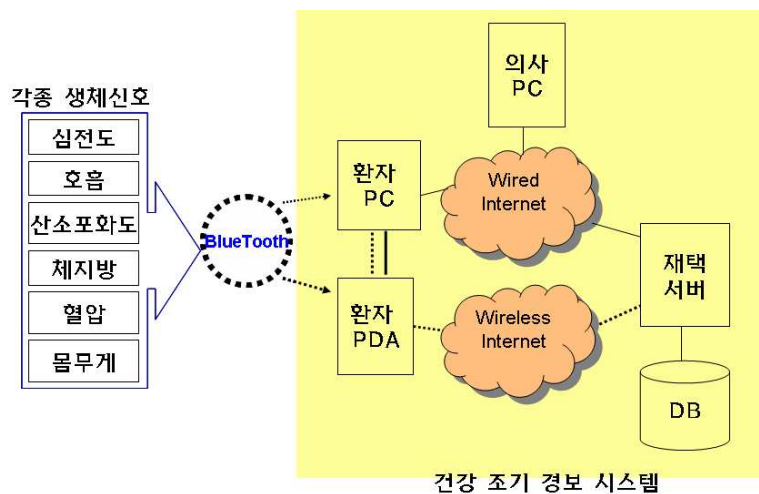 각종 생체신호
심전도
호흡
산소포화도
체지방
혈압
몸무게
BlueTooth
의사
PC
환자
PC
Wired
Internet
환자
PDA
Wireless
Internet
재택
서버
DB
건강 조기 경보 시스템